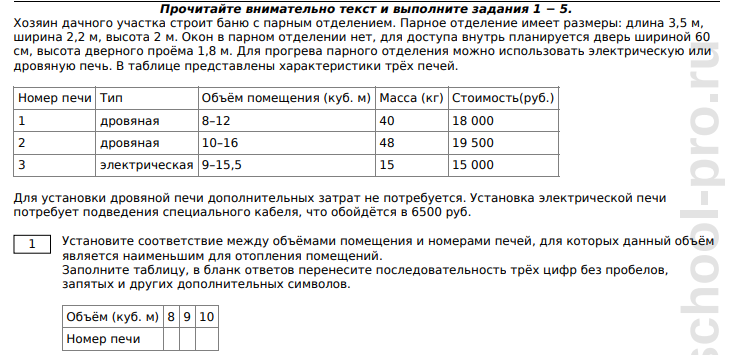 Прочитайте внимательно текст и выполните задания 1 − 5.
Хозяин дачного участка строит баню с парным отделением. Парное отделение имеет размеры: длина 3,5 м,
ширина 2,2 м, высота 2 м. Окон в парном отделении нет, для доступа внутрь планируется дверь шириной 60
см, высота дверного проёма 1,8 м. Для прогрева парного отделения можно использовать электрическую или
дровяную печь. В таблице представлены характеристики трёх печей.
Номер печи Тип Объём помещения (куб. м) Масса (кг) Стоимость(руб.)
1 дровяная 8–12 40 18 000
2 дровяная 10–16 48 19 500
3 электрическая 9–15,5 15 15 000
Для установки дровяной печи дополнительных затрат не потребуется. Установка электрической печи
потребует подведения специального кабеля, что обойдётся в 6500 руб.
1 Установите соответствие между объёмами помещения и номерами печей, для которых данный объём
является наименьшим для отопления помещений.
Заполните таблицу, в бланк ответов перенесите последовательность трёх цифр без пробелов,
запятых и других дополнительных символов.
Объём (куб. м) 8 9 10
Номер печи
school-pro.ru